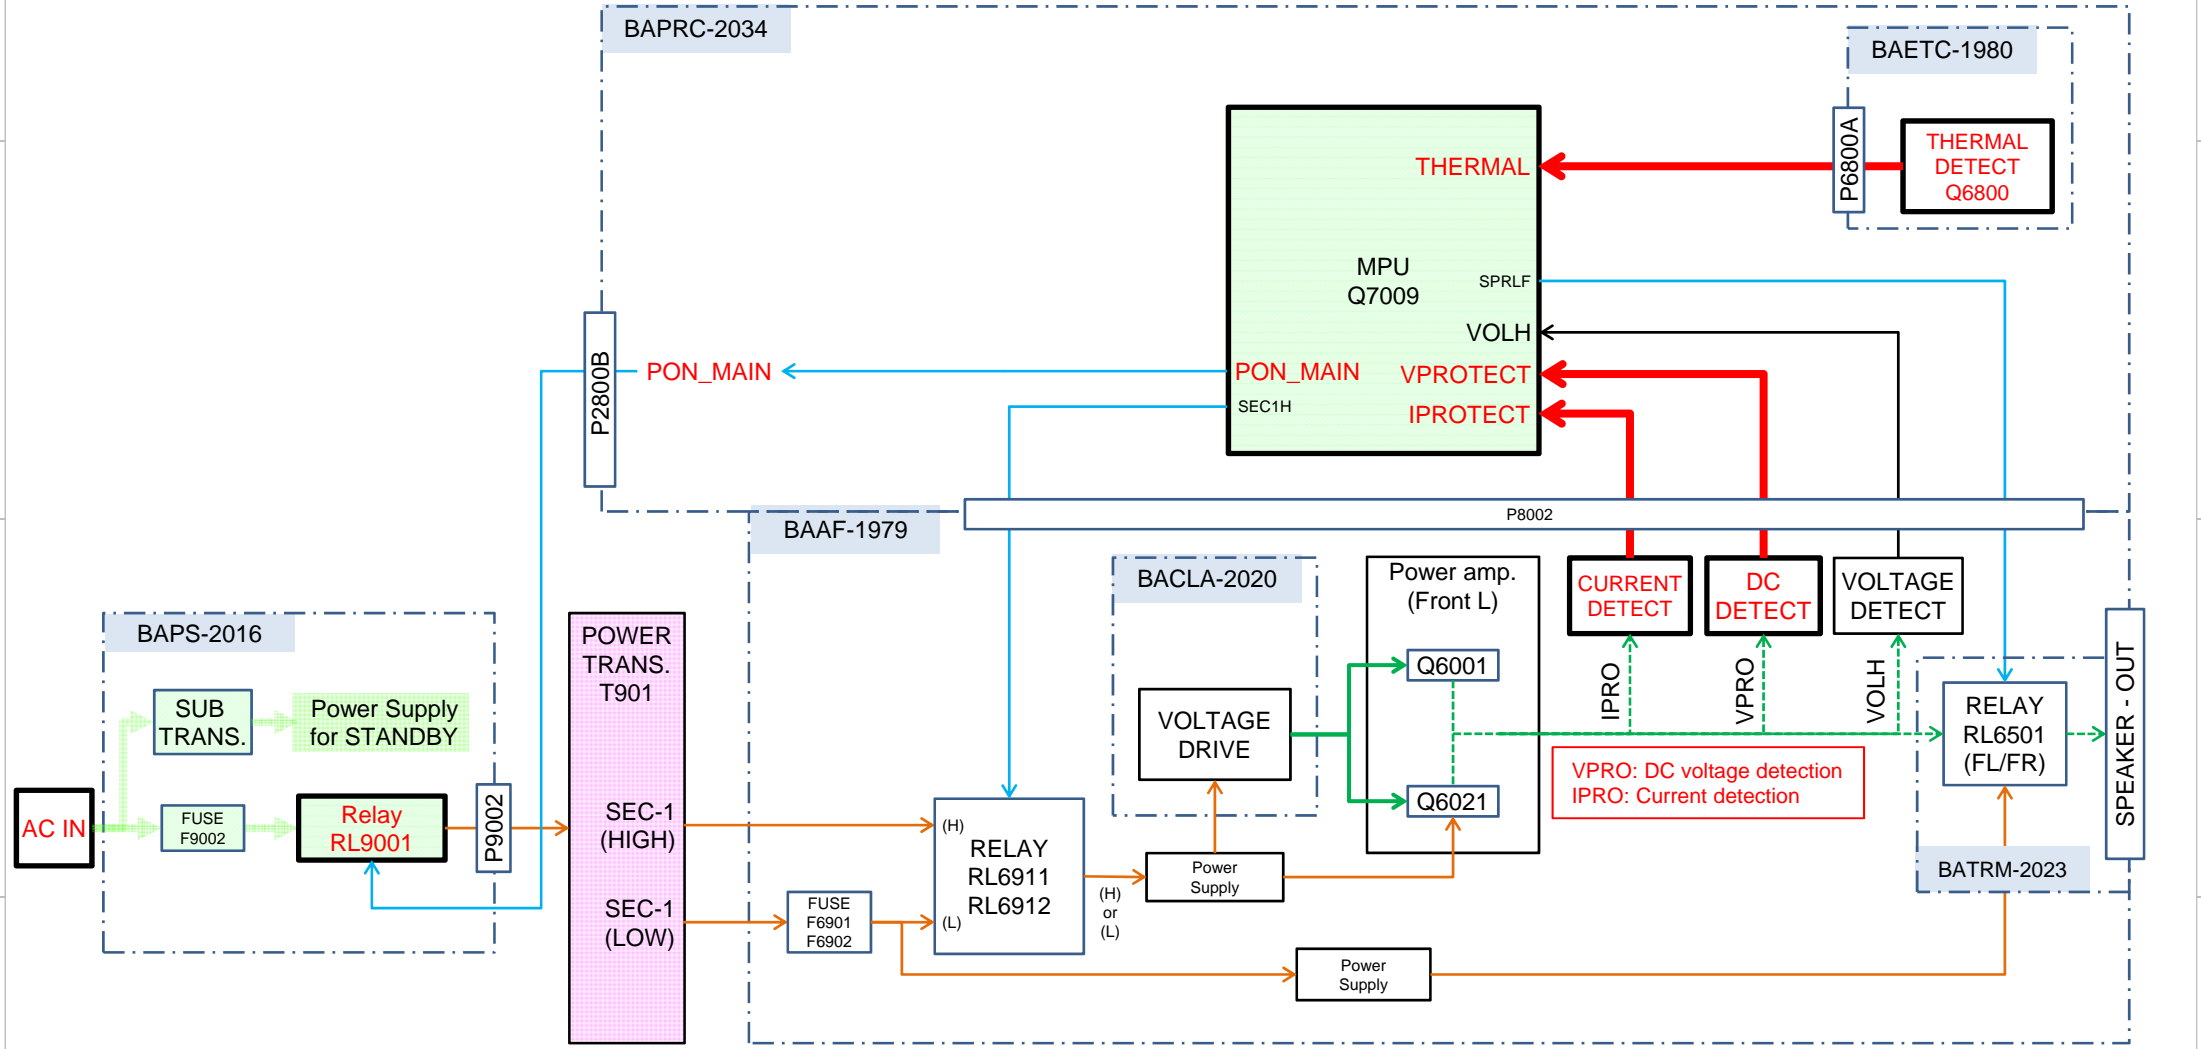 BAPRC-2034
BAETC-1980
P6800A
THERMAL
DETECT
Q6800
THERMAL
MPU
Q7009
SPRLF
VOLH
PON_MAIN
VPROTECT
SEC1H
IPROTECT
PON_MAIN
P2800B
P8002
BAAF-1979
BACLA-2020
Power amp.
(Front L)
CURRENT
DETECT
DC
DETECT
VOLTAGE
DETECT
BAPS-2016
POWER
TRANS.
T901
SUB
TRANS.
Power Supply
for STANDBY
Q6001
IPRO
VPRO
VOLH
VOLTAGE
DRIVE
RELAY
RL6501
(FL/FR)
SPEAKER - OUT
VPRO: DC voltage detection
IPRO: Current detection
Q6021
AC IN
FUSE
F9002
Relay
RL9001
P9002
SEC-1
(HIGH)
(H)
RELAY
RL6911
RL6912
(L)
Power
Supply
(H)
or
(L)
BATRM-2023
SEC-1
(LOW)
FUSE
F6901
F6902
Power
Supply